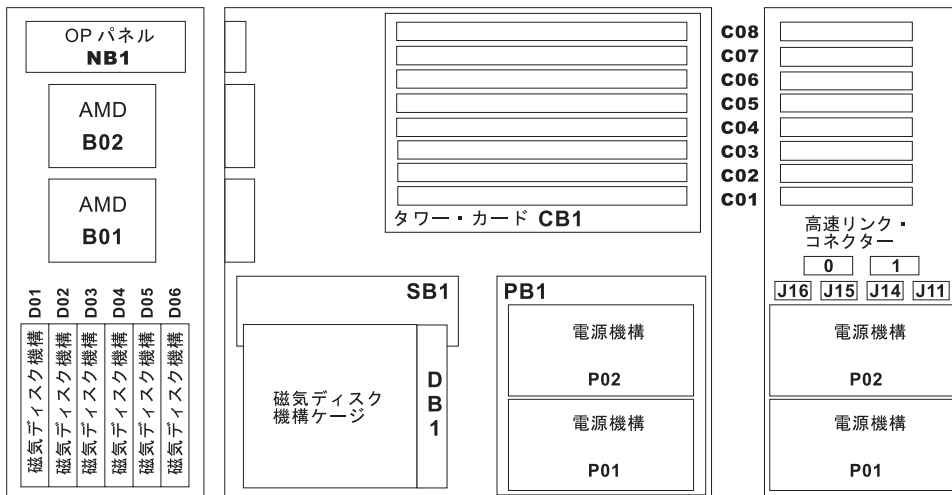 OP パネル
NB1
AMD
B02
AMD
B01
D01
D02
D03
D04
D05
D06
磁気ディスク機構
磁気ディスク機構
磁気ディスク機構
磁気ディスク機構
磁気ディスク機構
磁気ディスク機構
タワー・カード CB1
SB1
磁気ディスク
機構ケージ
DB1
PB1
電源機構
P02
電源機構
P01
C08
C07
C06
C05
C04
C03
C02
C01
高速リンク・
コネクター
0 1
J16 J15 J14 J11
電源機構
P02
電源機構
P01